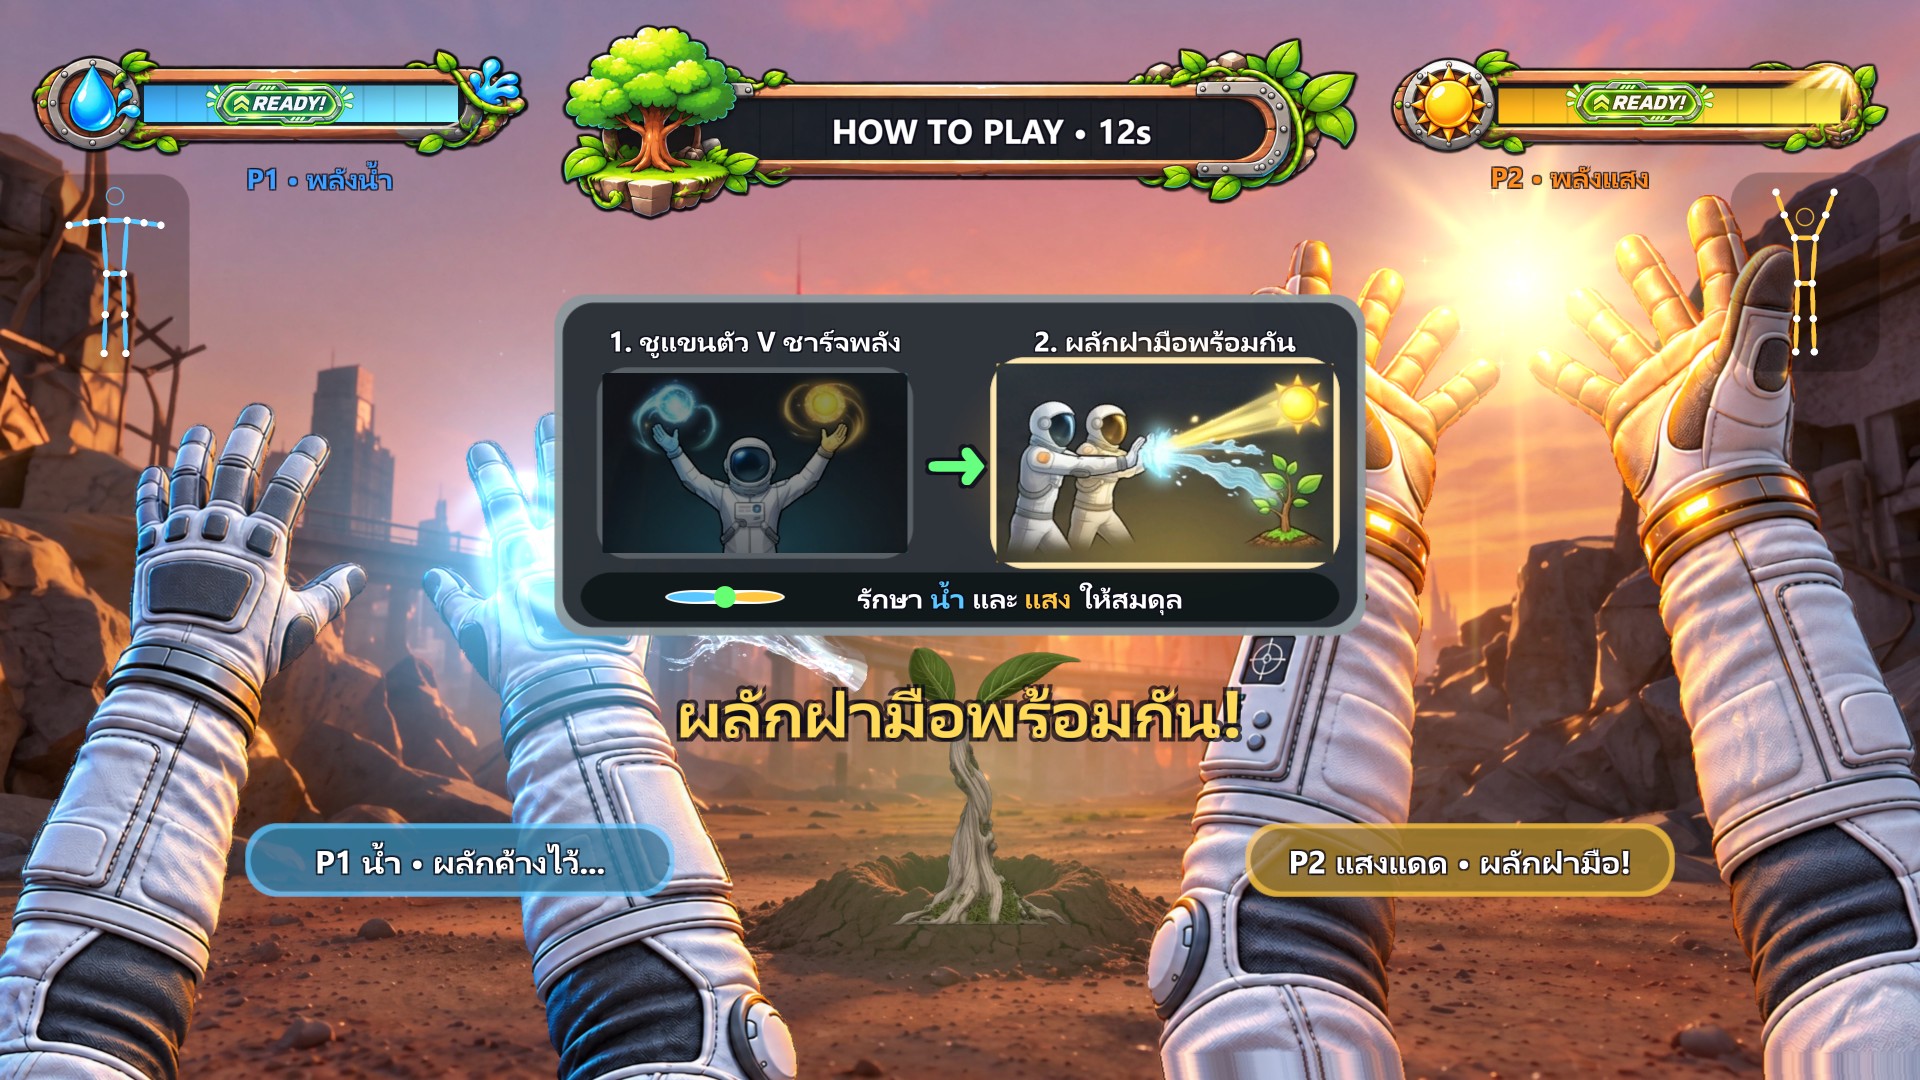 READY!
HOW TO PLAY • 12s
READY!
P1 • พลังน้ำ
P2 • พลังแสง
1. ชูแขนตัว V ชาร์จพลัง
2. ผลักฝ่ามือพร้อมกัน
รักษา น้ำ และ แสง ให้สมดุล
ผลักฝ่ามือพร้อมกัน!
P1 น้ำ • ผลักค้างไว้...
P2 แสงแดด • ผลักฝ่ามือ!